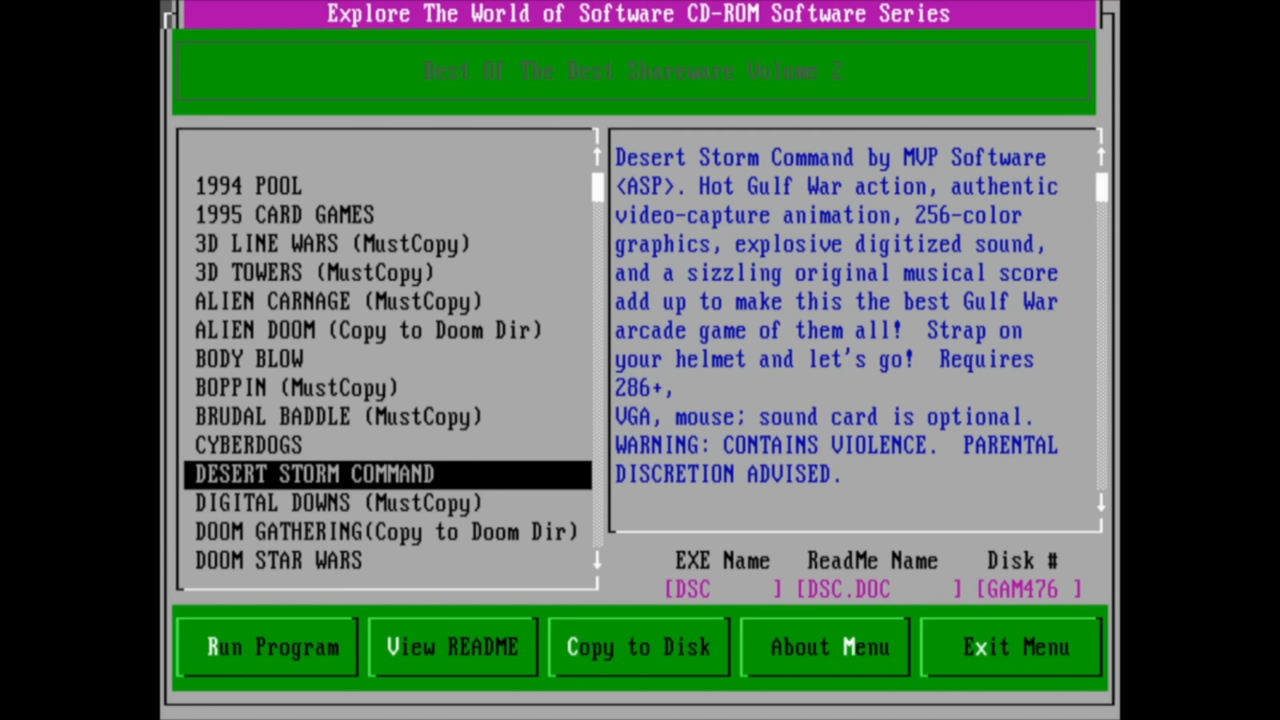 Explore The World of Software CD-ROM Software Series
Best Of The Best Shareware Volume 2
1994 POOL
1995 CARD GAMES
3D LINE WARS (MustCopy)
3D TOWERS (MustCopy)
ALIEN CARNAGE (MustCopy)
ALIEN DOOM (Copy to Doom Dir)
BODY BLOW
BOPPIN (MustCopy)
BRUDAL BADDLE (MustCopy)
CYBERDOGS
DESERT STORM COMMAND
DIGITAL DOWNS (MustCopy)
DOOM GATHERING(Copy to Doom Dir)
DOOM STAR WARS
Desert Storm Command by MVP Software
<ASP>. Hot Gulf War action, authentic
video-capture animation, 256-color
graphics, explosive digitized sound,
and a sizzling original musical score
add up to make this the best Gulf War
arcade game of them all!  Strap on
your helmet and let's go!  Requires
286+,
VGA, mouse; sound card is optional.
WARNING: CONTAINS VIOLENCE.  PARENTAL
DISCRETION ADVISED.
EXE Name ReadMe Name Disk #
[DSC ] [DSC.DOC ] [GAM476 ]
Run Program View README Copy to Disk About Menu Exit Menu